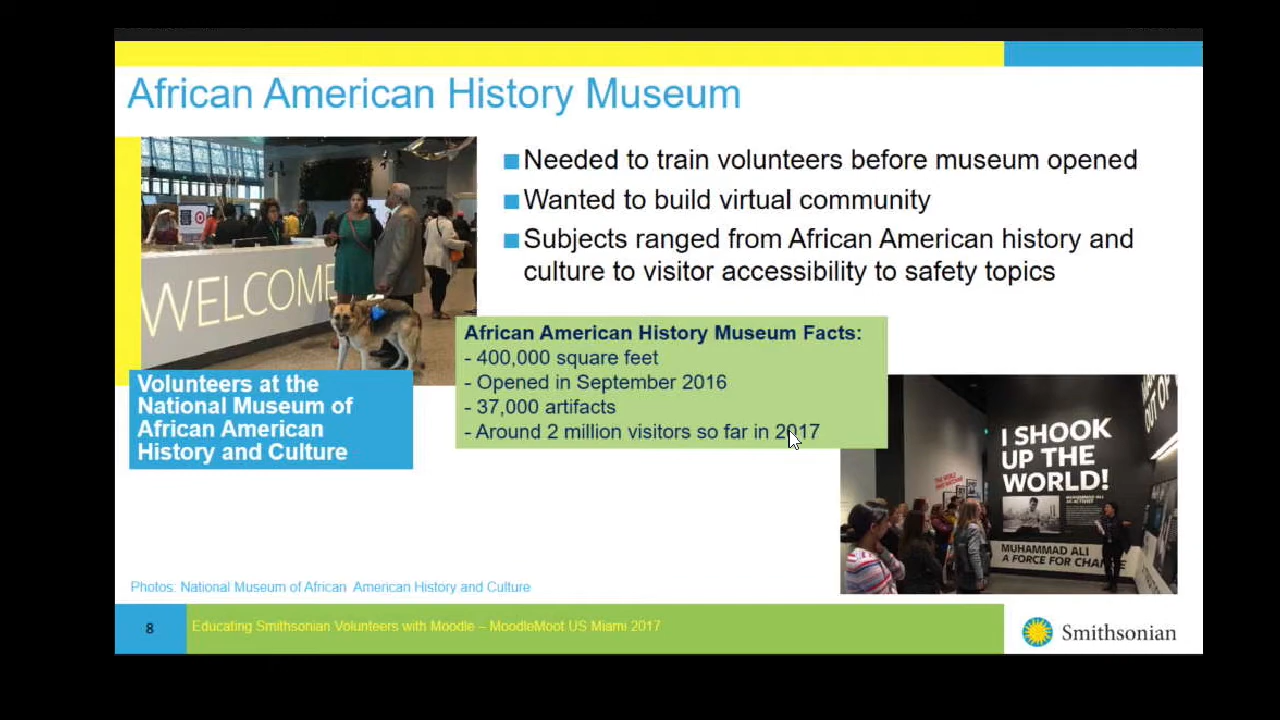 African American History Museum
Needed to train volunteers before museum opened
Wanted to build virtual community
Subjects ranged from African American history and
culture to visitor accessibility to safety topics
WELCOME
African American History Museum Facts:
- 400,000 square feet
- Opened in September 2016
- 37,000 artifacts
- Around 2 million visitors so far in 2017
Volunteers at the
National Museum of
African American
History and Culture
I SHOOK
UP THE
WORLD!
MUHAMMAD ALI
A FORCE FOR CHANGE
OUT OF
Photos: National Museum of African American History and Culture
8
Educating Smithsonian Volunteers with Moodle – MoodleMoot US Miami 2017
Smithsonian